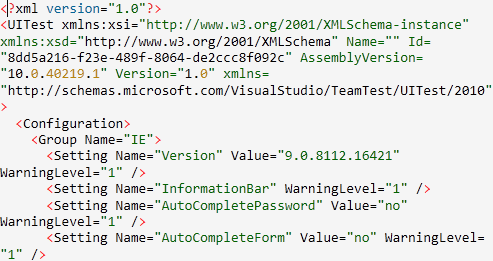 <?xml version="1.0"?>
<UITest xmlns:xsi="http://www.w3.org/2001/XMLSchema-instance"
xmlns:xsd="http://www.w3.org/2001/XMLSchema" Name="" Id=
"8dd5a216-f23e-489f-8064-de2ccc8f092c" AssemblyVersion=
"10.0.40219.1" Version="1.0" xmlns=
"http://schemas.microsoft.com/VisualStudio/TeamTest/UITest/2010"
>
  <Configuration>
    <Group Name="IE">
      <Setting Name="Version" Value="9.0.8112.16421"
WarningLevel="1" />
      <Setting Name="InformationBar" WarningLevel="1" />
      <Setting Name="AutoCompletePassword" Value="no"
WarningLevel="1" />
      <Setting Name="AutoCompleteForm" Value="no" WarningLevel=
"1" />